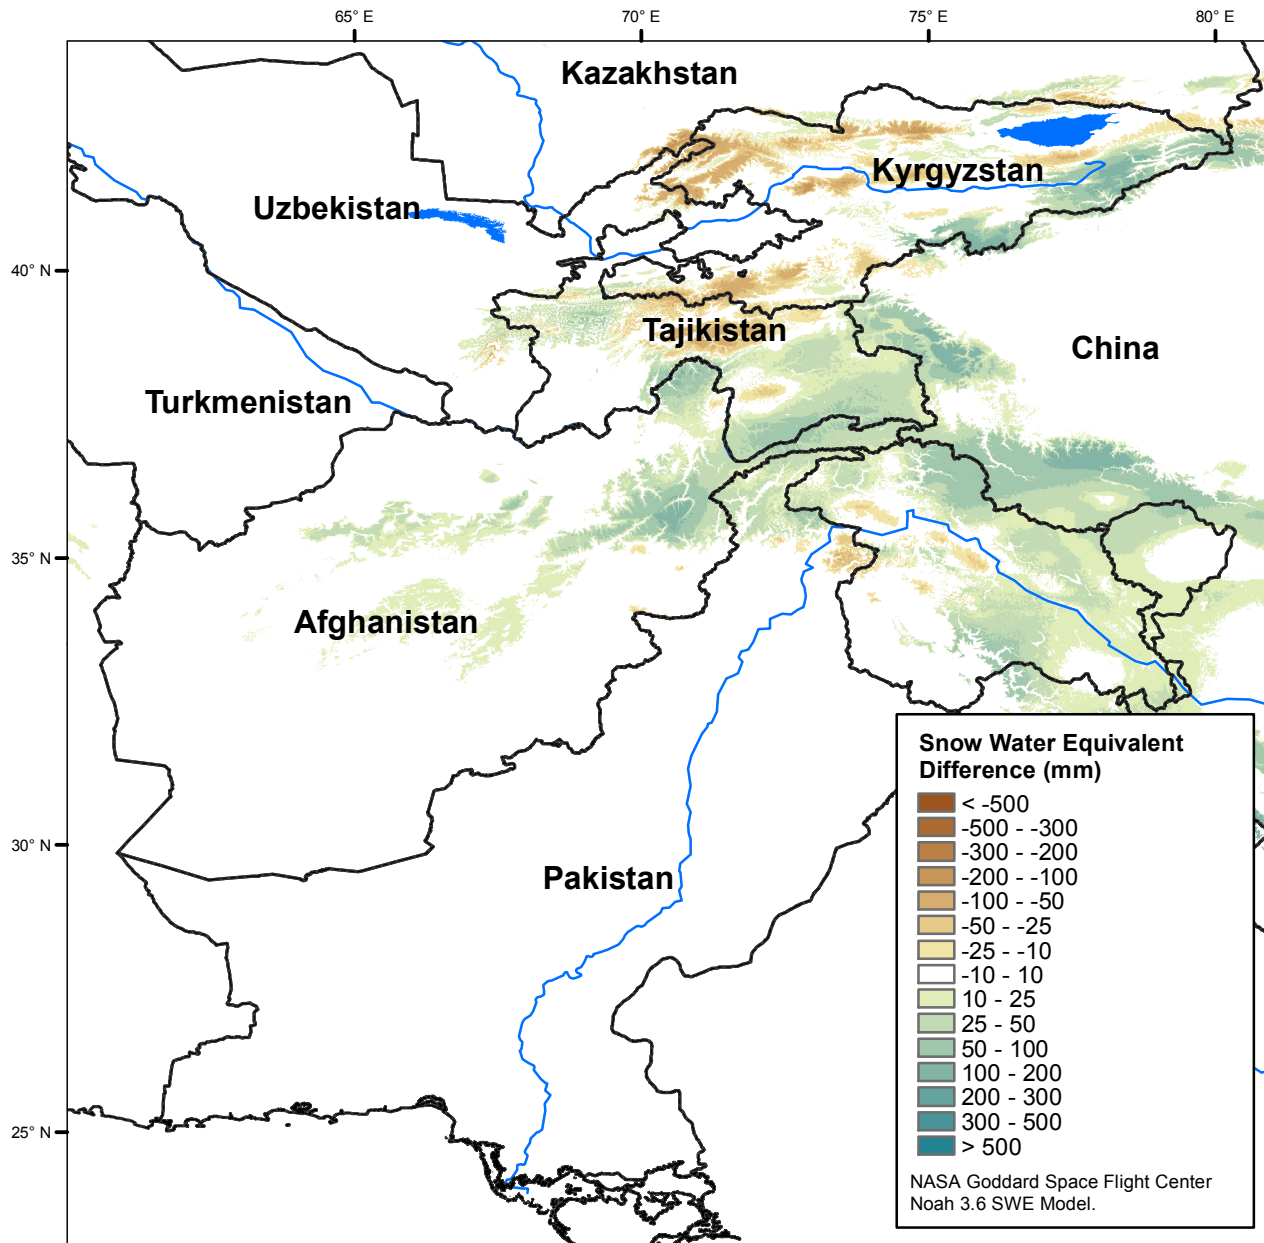 65° E
70° E
75° E
80° E
Kazakhstan
Kyrgyzstan
Uzbekistan
40° N
Tajikistan
China
Turkmenistan
35° N
Afghanistan
Snow Water Equivalent
Difference (mm)
< -500
-500 - -300
-300 - -200
-200 - -100
-100 - -50
-50 - -25
-25 - -10
-10 - 10
10 - 25
25 - 50
50 - 100
100 - 200
200 - 300
300 - 500
> 500
NASA Goddard Space Flight Center
Noah 3.6 SWE Model.
30° N
Pakistan
25° N